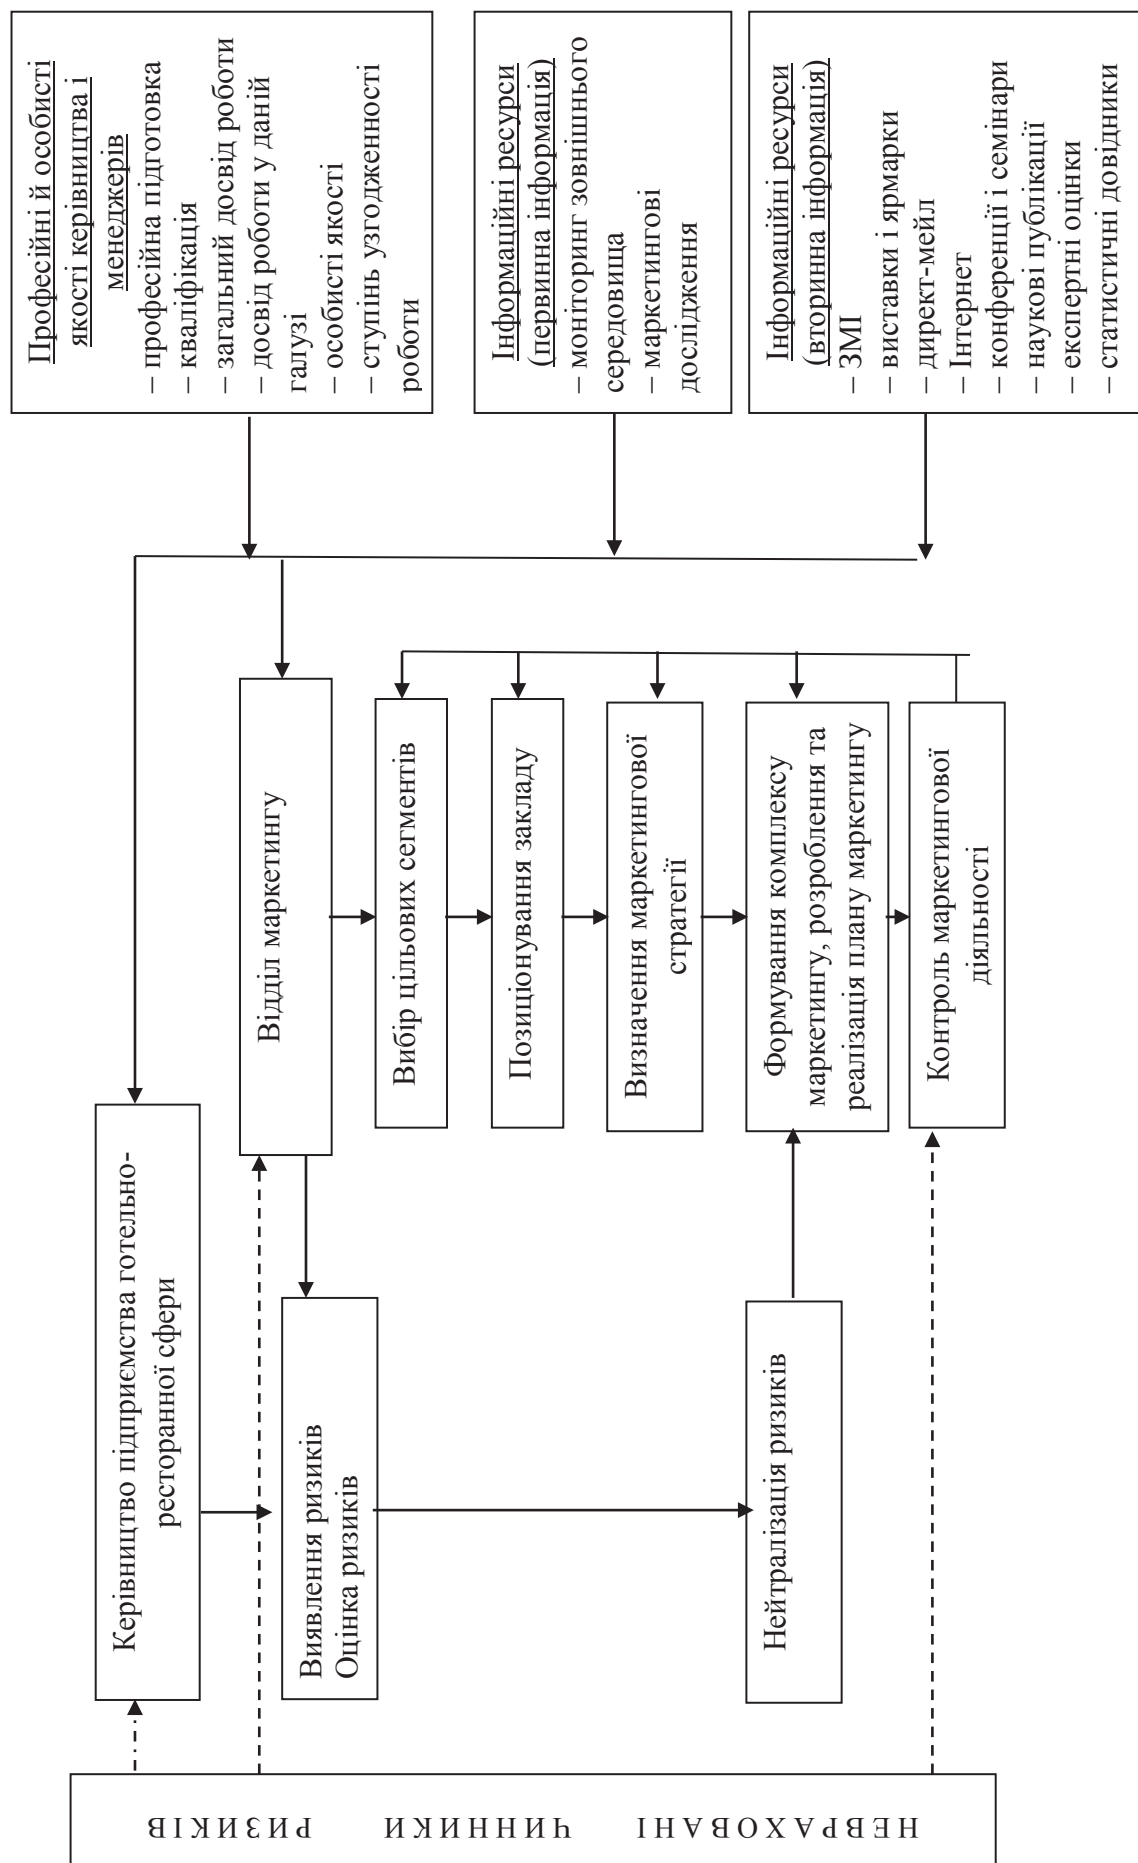 НЕВРАХОВАНІ ЧИННИКИ РИЗИКІВ
Керівництво підприємства готельно-
ресторанної сфери
Виявлення ризиків
Оцінка ризиків
Нейтралізація ризиків
Відділ маркетингу
Вибір цільових сегментів
Позиціонування закладу
Визначення маркетингової
стратегії
Формування комплексу
маркетингу, розроблення та
реалізація плану маркетингу
Контроль маркетингової
діяльності
Професійні й особисті
якості керівництва і
менеджерів
– професійна підготовка
– кваліфікація
– загальний досвід роботи
– досвід роботи у даній
галузі
– особисті якості
– ступінь узгодженності
роботи
Інформаційні ресурси
(первинна інформація)
– моніторинг зовнішнього
середовища
– маркетингові
дослідження
Інформаційні ресурси
(вторинна інформація)
– ЗМІ
– виставки і ярмарки
– директ-мейл
– Інтернет
– конференції і семінари
– наукові публікації
– експертні оцінки
– статистичні довідники